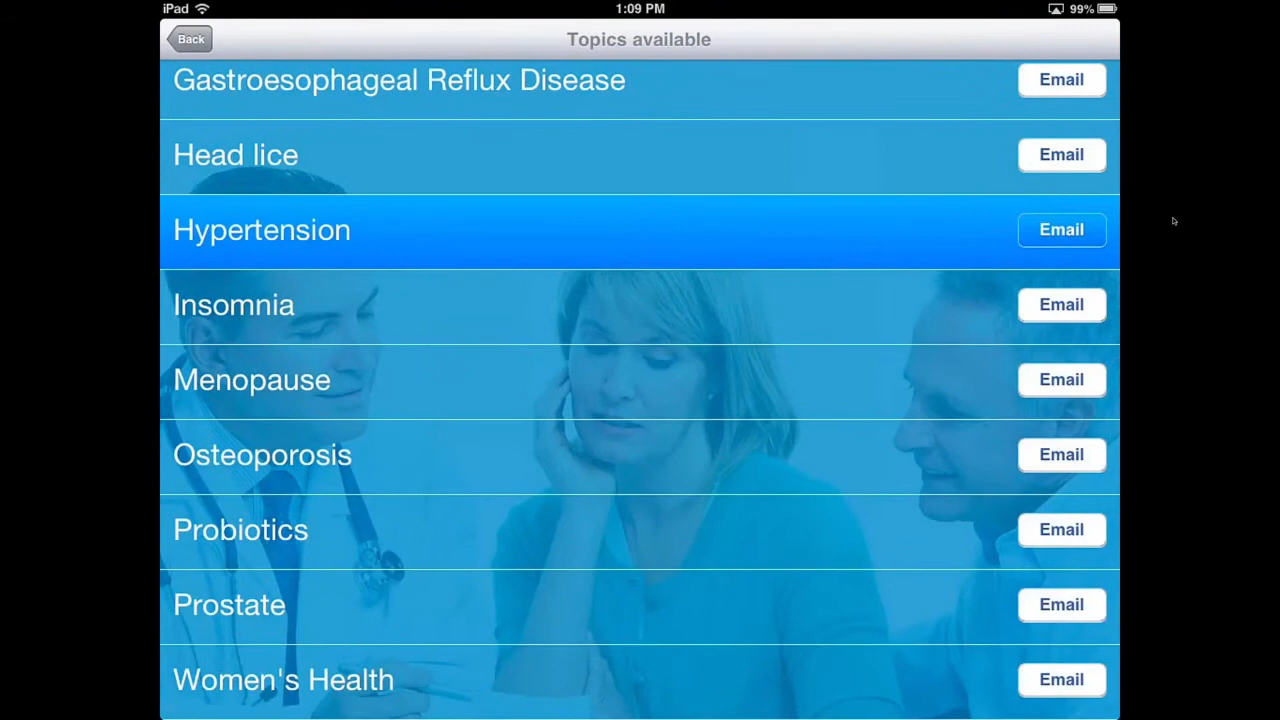 iPad 1:09 PM 99%
Back Topics available
Gastroesophageal Reflux Disease Email
Head lice Email
Hypertension Email
Insomnia Email
Menopause Email
Osteoporosis Email
Probiotics Email
Prostate Email
Women's Health Email